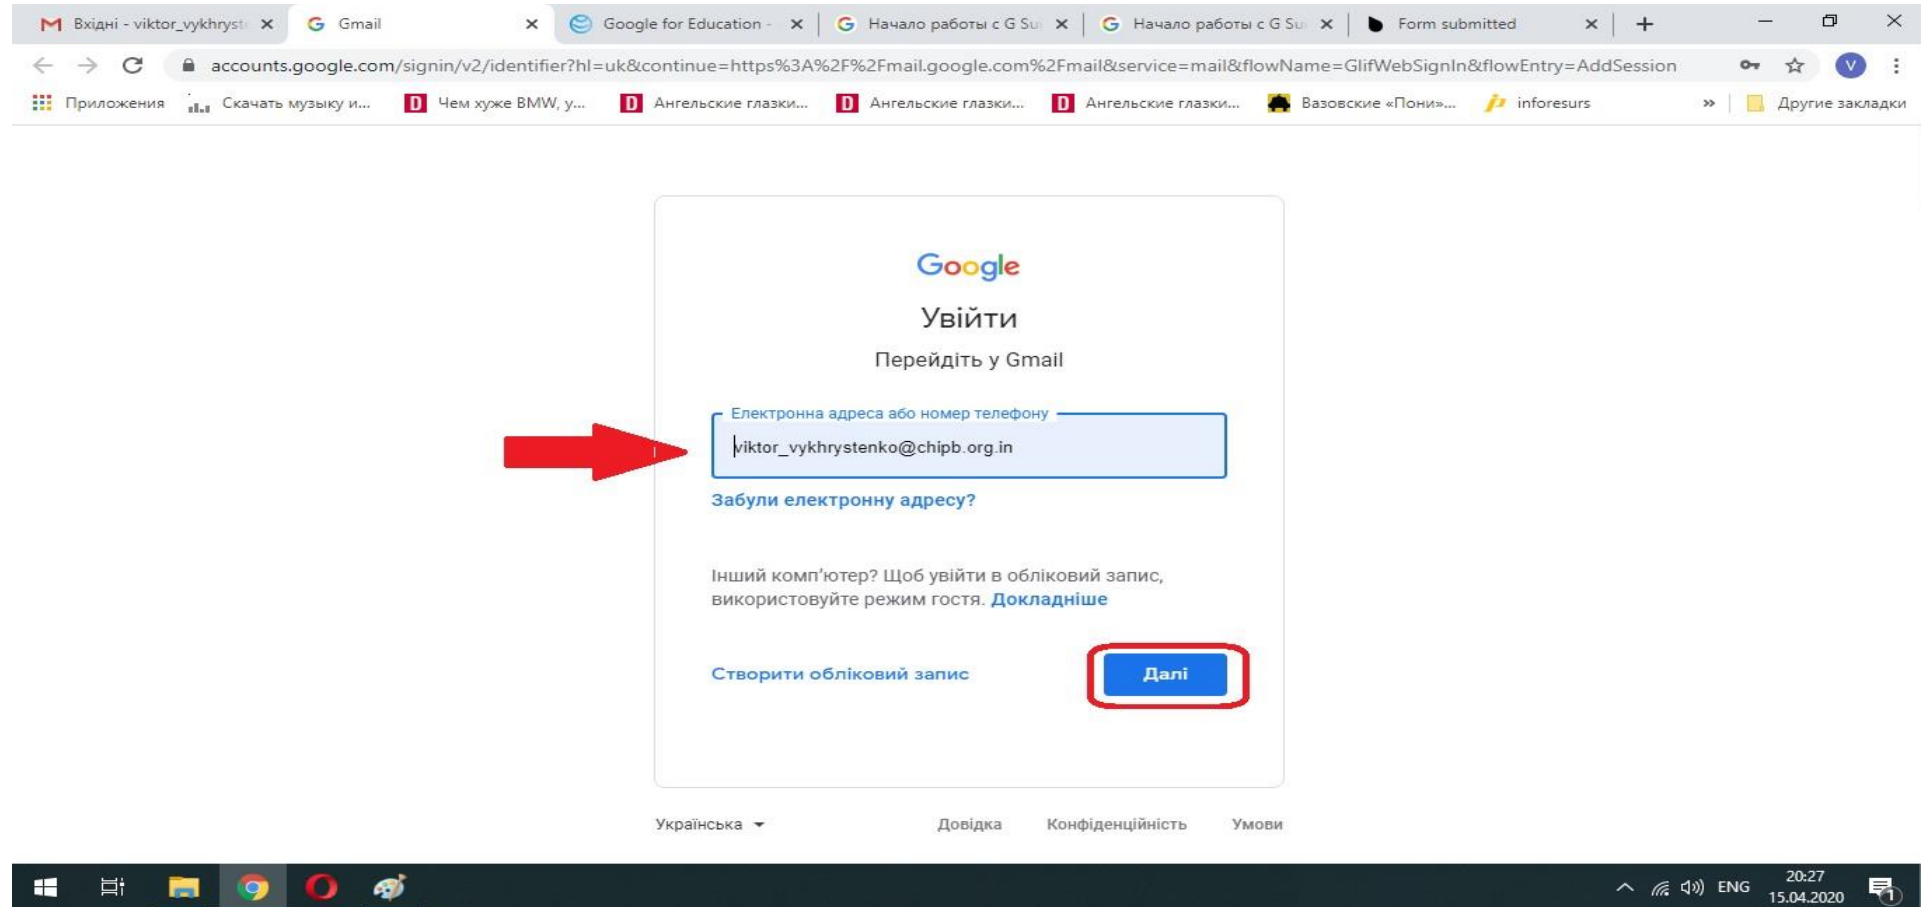 Вхідні - viktor_vykhryst
Gmail
Google for Education -
Начало работы с G Su
Начало работы с G Su
Form submitted
accounts.google.com/signin/v2/identifier?hl=uk&continue=https%3A%2F%2Fmail.google.com%2Fmail&service=mail&flowName=GlifWebSignIn&flowEntry=AddSession
V
Приложения
Скачать музыку и...
D Чем хуже BMW, у...
D Ангельские глазки...
D Ангельские глазки...
D Ангельские глазки...
Вазовские «Пони»...
inforesurs
»
Другие закладки
Google
Увійти
Перейдіть у Gmail
Електронна адреса або номер телефону
viktor_vykhrystenko@chipb.org.in
Забули електронну адресу?
Інший комп’ютер? Щоб увійти в обліковий запис,
використовуйте режим гостя. Докладніше
Створити обліковий запис
Далі
Українська
Довідка
Конфіденційність
Умови
ENG
20:27
15.04.2020
1